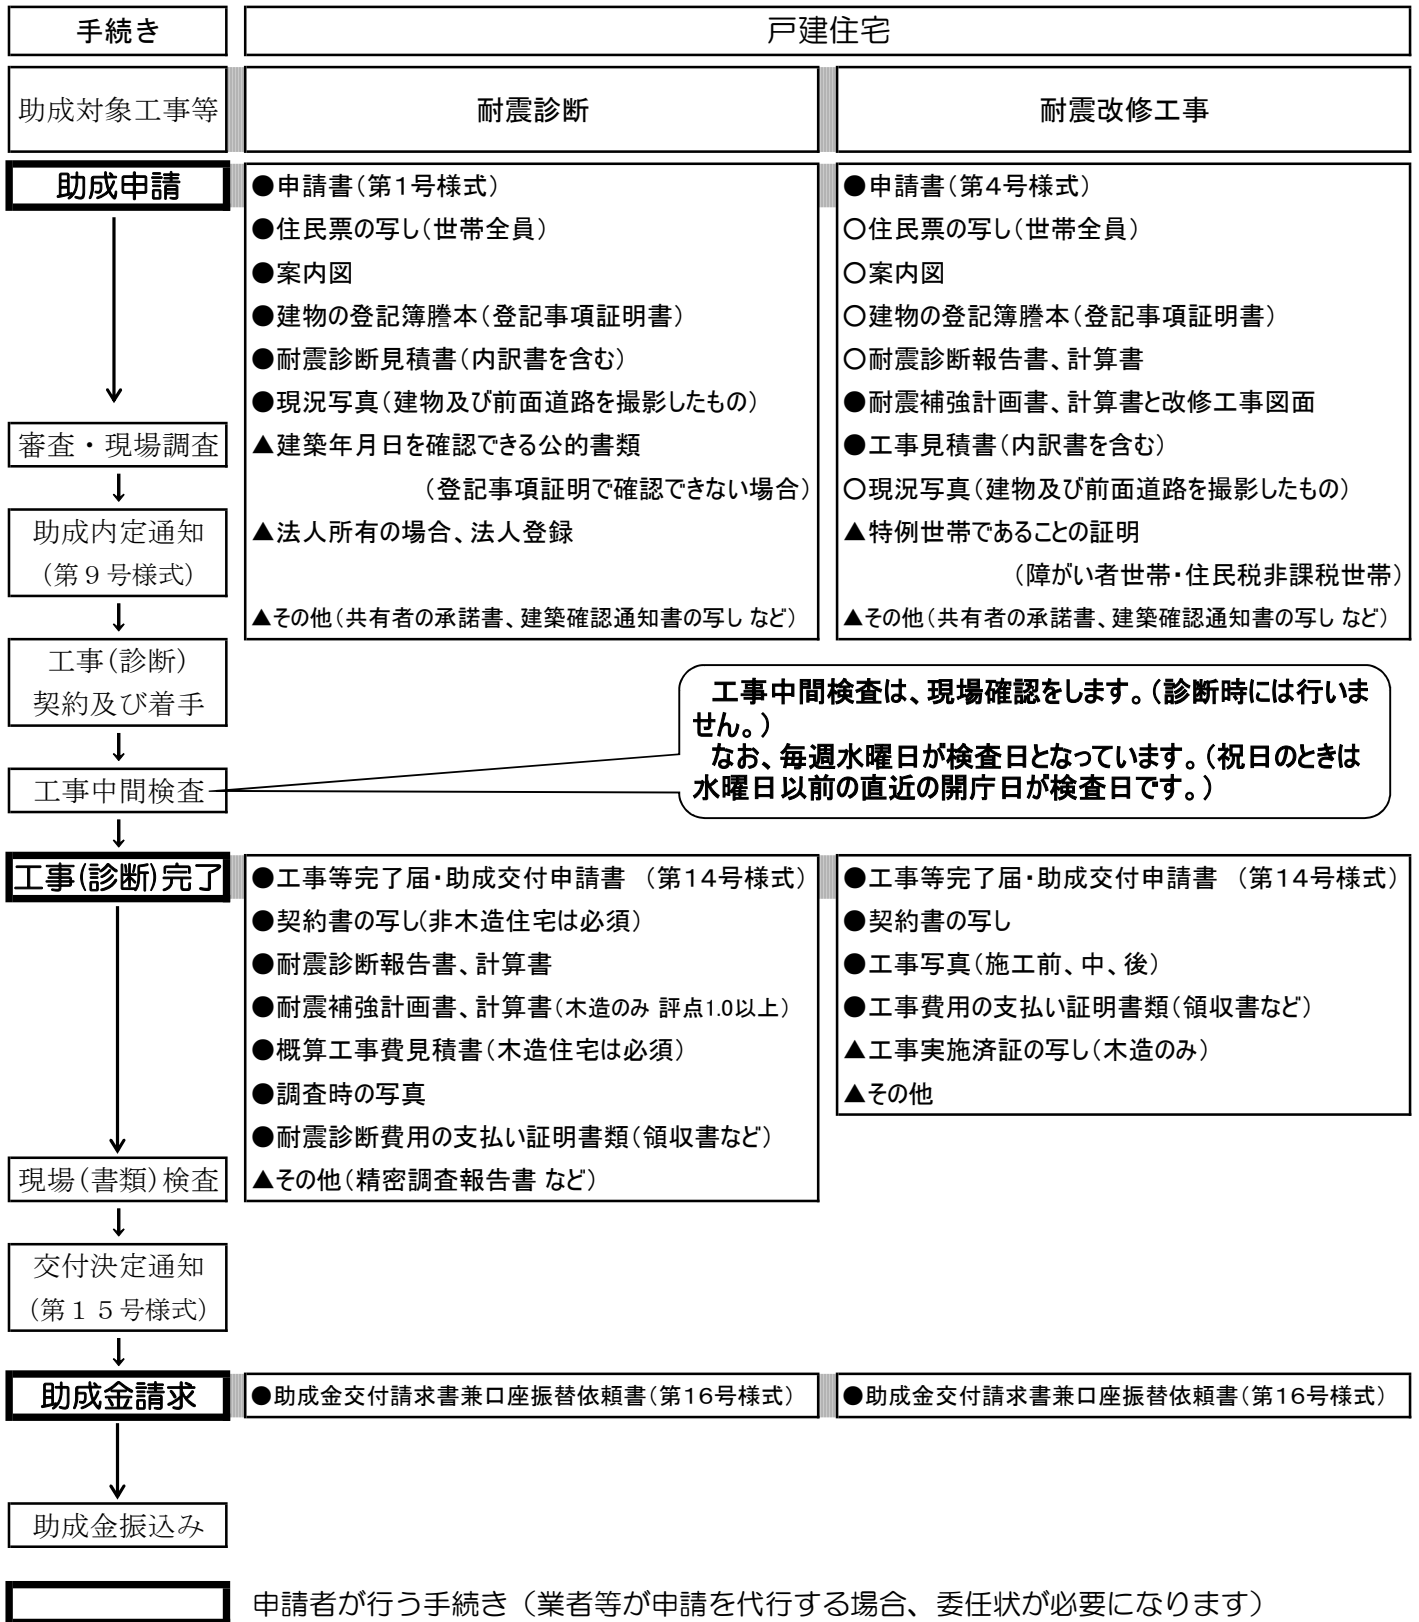 手続き
戸建住宅
助成対象工事等
耐震診断
耐震改修工事
助成申請
●申請書(第1号様式)
●住民票の写し(世帯全員)
●案内図
●建物の登記簿謄本(登記事項証明書)
●耐震診断見積書(内訳書を含む)
●現況写真(建物及び前面道路を撮影したもの)
▲建築年月日を確認できる公的書類
(登記事項証明で確認できない場合)
▲法人所有の場合、法人登録
▲その他(共有者の承諾書、建築確認通知書の写し など)
●申請書(第4号様式)
○住民票の写し(世帯全員)
○案内図
○建物の登記簿謄本(登記事項証明書)
○耐震診断報告書、計算書
●耐震補強計画書、計算書と改修工事図面
●工事見積書(内訳書を含む)
○現況写真(建物及び前面道路を撮影したもの)
▲特例世帯であることの証明
(障がい者世帯・住民税非課税世帯)
▲その他(共有者の承諾書、建築確認通知書の写し など)
審査・現場調査
助成内定通知
(第9号様式)
工事(診断)
契約及び着手
工事中間検査
工事中間検査は、現場確認をします。(診断時には行いま
せん。)
なお、毎週水曜日が検査日となっています。(祝日のときは
水曜日以前の直近の開庁日が検査日です。)
工事(診断)完了
●工事等完了届・助成交付申請書 (第14号様式)
●契約書の写し(非木造住宅は必須)
●耐震診断報告書、計算書
●耐震補強計画書、計算書(木造のみ 評点1.0以上)
●概算工事費見積書(木造住宅は必須)
●調査時の写真
●耐震診断費用の支払い証明書類(領収書など)
▲その他(精密調査報告書 など)
●工事等完了届・助成交付申請書 (第14号様式)
●契約書の写し
●工事写真(施工前、中、後)
●工事費用の支払い証明書類(領収書など)
▲工事実施済証の写し(木造のみ)
▲その他
現場(書類)検査
交付決定通知
(第15号様式)
助成金請求
●助成金交付請求書兼口座振替依頼書(第16号様式)
●助成金交付請求書兼口座振替依頼書(第16号様式)
助成金振込み
申請者が行う手続き(業者等が申請を代行する場合、委任状が必要になります)